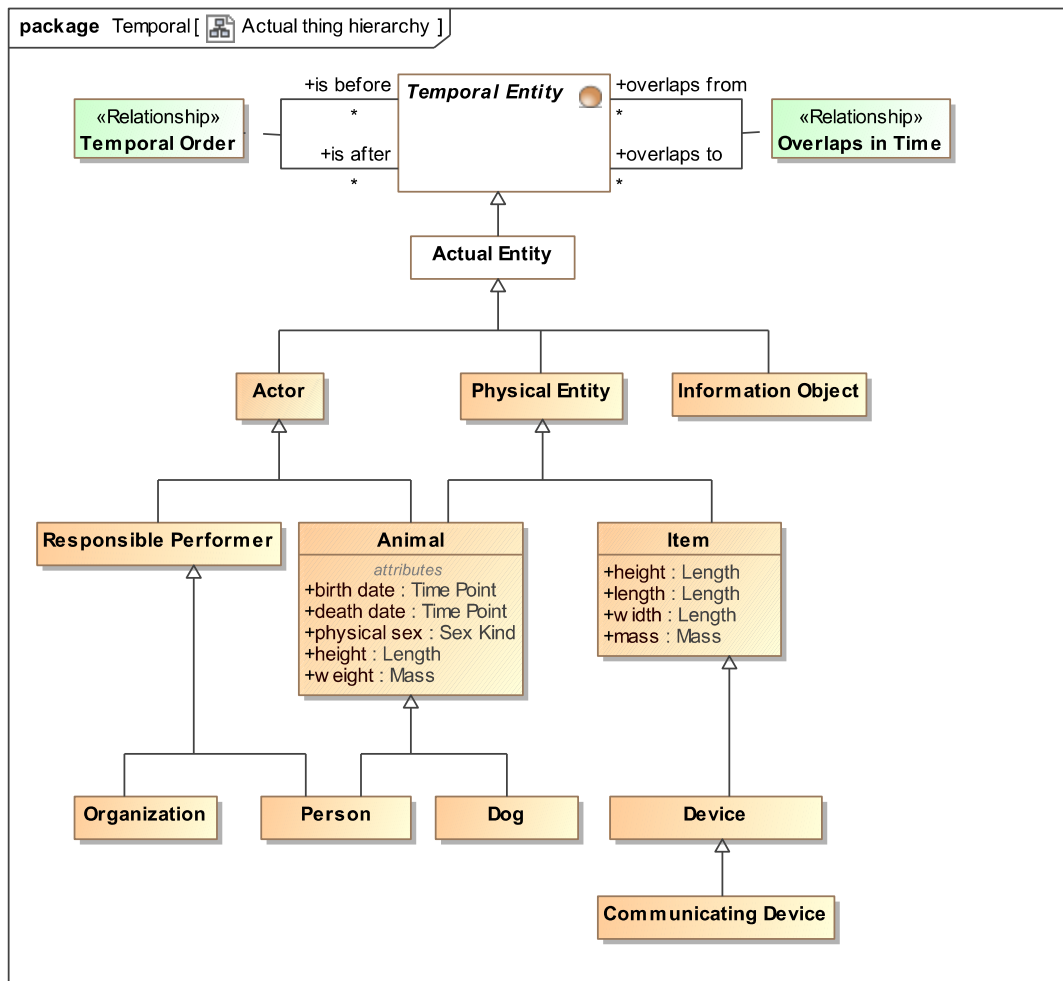 package Temporal [ Actual thing hierarchy ]
+is before
*
+is after
*
Temporal Entity
+overlaps from
*
+overlaps to
*
«Relationship»
Temporal Order
«Relationship»
Overlaps in Time
Actual Entity
Actor
Physical Entity
Information Object
Responsible Performer
Animal
attributes
+birth date : Time Point
+death date : Time Point
+physical sex : Sex Kind
+height : Length
+weight : Mass
Item
+height : Length
+length : Length
+width : Length
+mass : Mass
Organization
Person
Dog
Device
Communicating Device